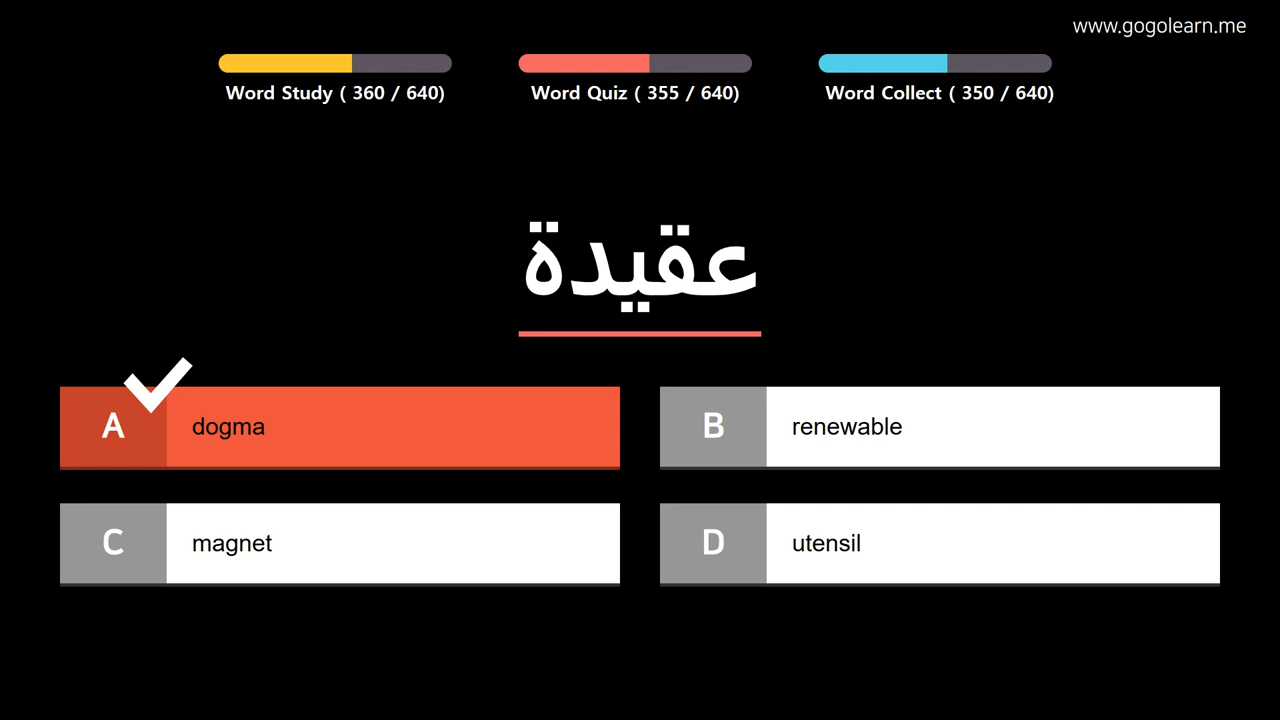 www.gogolearn.me
Word Study ( 360 / 640)
Word Quiz ( 355 / 640)
Word Collect ( 350 / 640)
عقيدة
A dogma
B renewable
C magnet
D utensil